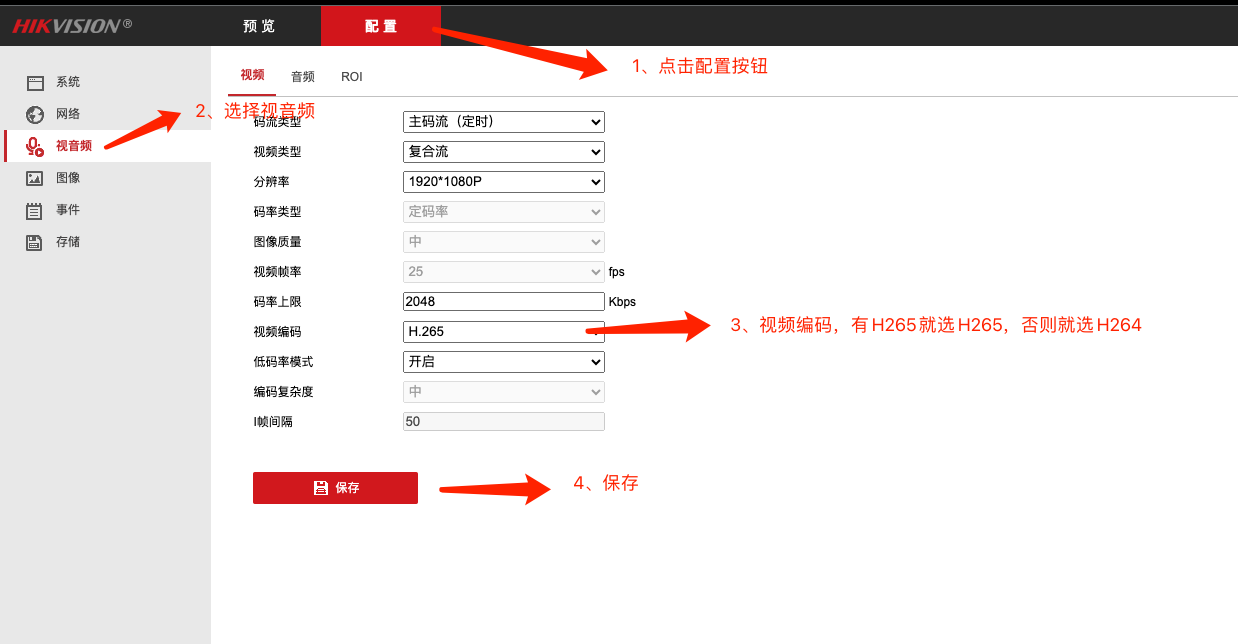 HIKVISION®
预览
配置
1、点击配置按钮
系统
网络
视音频
图像
事件
存储
2、选择视音频
视频
音频
ROI
码流类型
主码流（定时）
视频类型
复合流
分辨率
1920*1080P
码率类型
定码率
图像质量
中
视频帧率
25
fps
码率上限
2048
Kbps
视频编码
H.265
3、视频编码，有H265就选H265，否则就选H264
低码率模式
开启
编码复杂度
中
I帧间隔
50
保存
4、保存